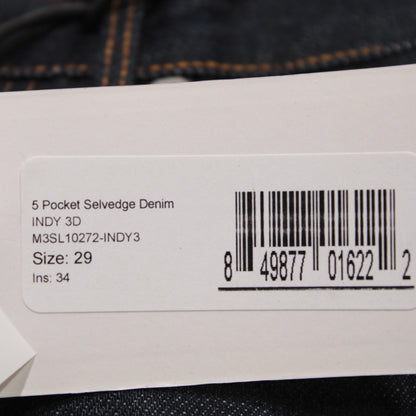 5 Pocket Selvedge Denim
INDY 3D
M3SL10272-INDY3
Size: 29
Ins: 34
8 49877 01622 2